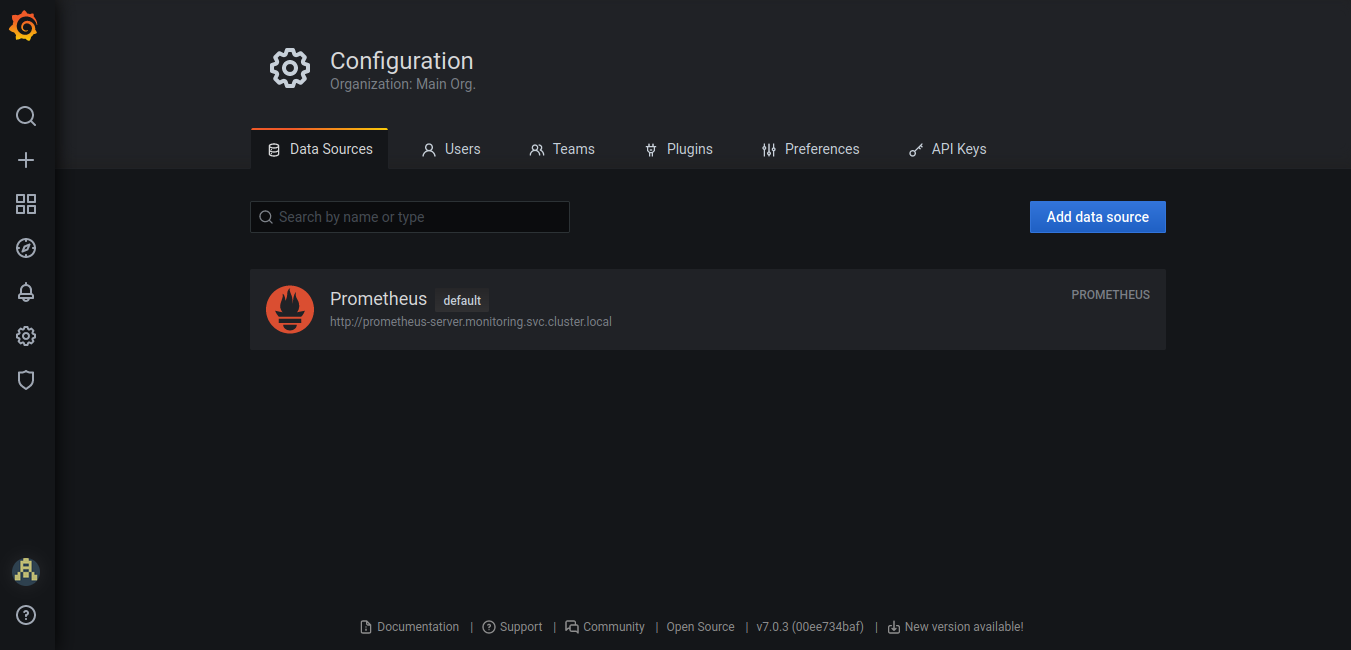 Configuration
Organization: Main Org.
Data Sources Users Teams Plugins Preferences API Keys
Search by name or type Add data source
Prometheus default PROMETHEUS
http://prometheus-server.monitoring.svc.cluster.local
Documentation | Support | Community | Open Source | v7.0.3 (00ee734baf) | New version available!